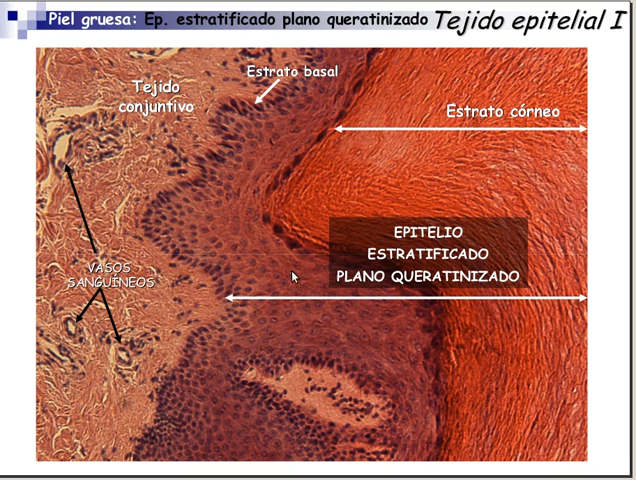 Piel gruesa: Ep. estratificado plano queratinizado Tejido epitelial I
Estrato basal
Tejido
conjuntivo
Estrato córneo
EPITELIO
ESTRATIFICADO
PLANO QUERATINIZADO
VASOS
SANGUÍNEOS